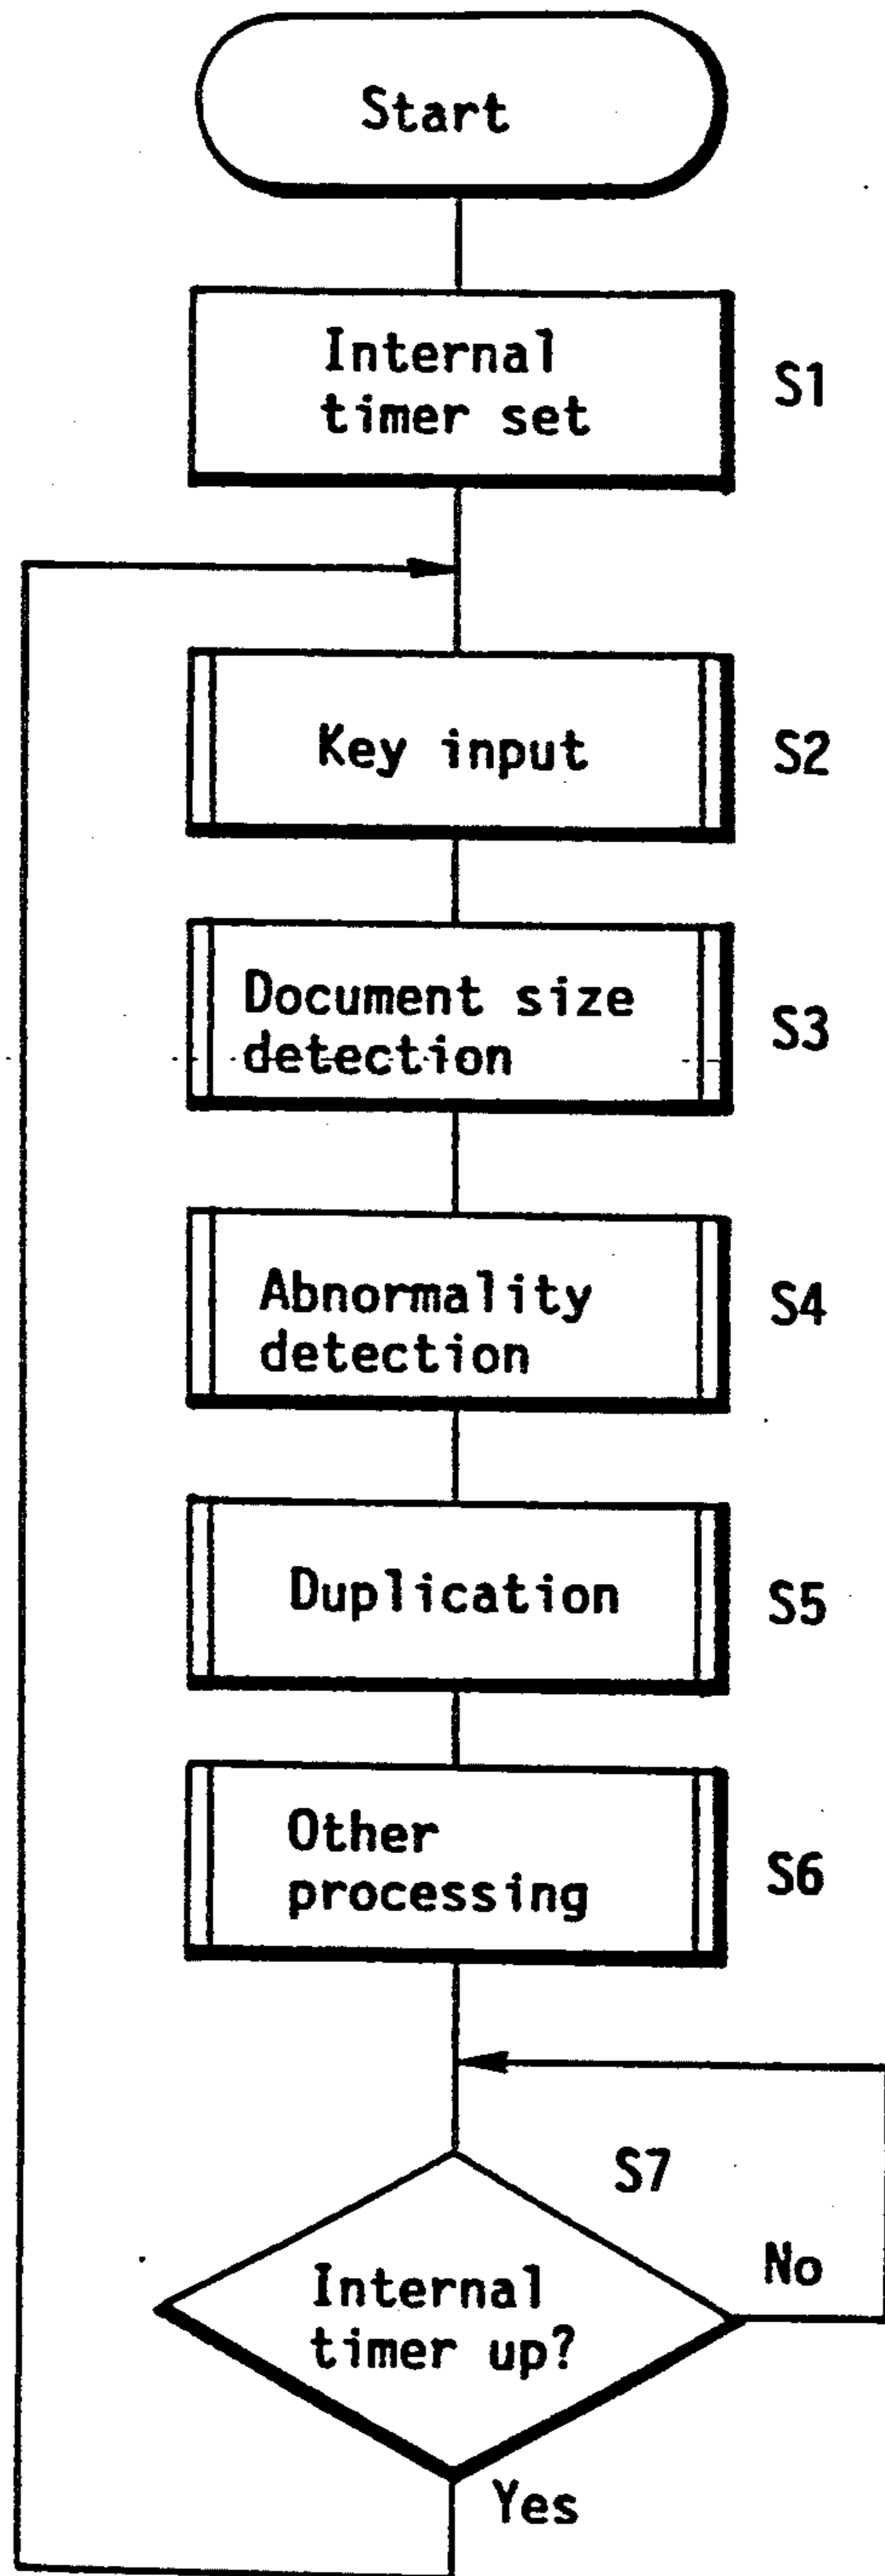 Start
Internal
timer set
S1
Key input
S2
Document size
detection
S3
Abnormality
detection
S4
Duplication
S5
Other
processing
S6
S7
Internal
timer up?
No
Yes